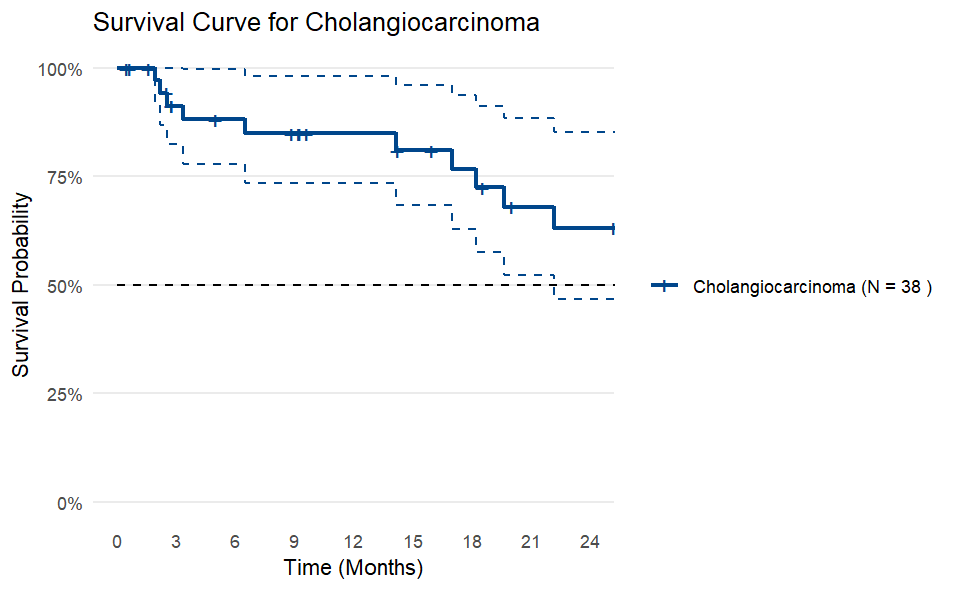 Survival Curve for Cholangiocarcinoma
100%
75%
50%
25%
0%
Survival Probability
0 3 6 9 12 15 18 21 24
Time (Months)
Cholangiocarcinoma (N = 38 )